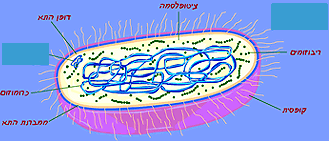 ציטופלסמה
דופן התא
ריבוזומים
כרומוזום
קופסית
ממברנת התא